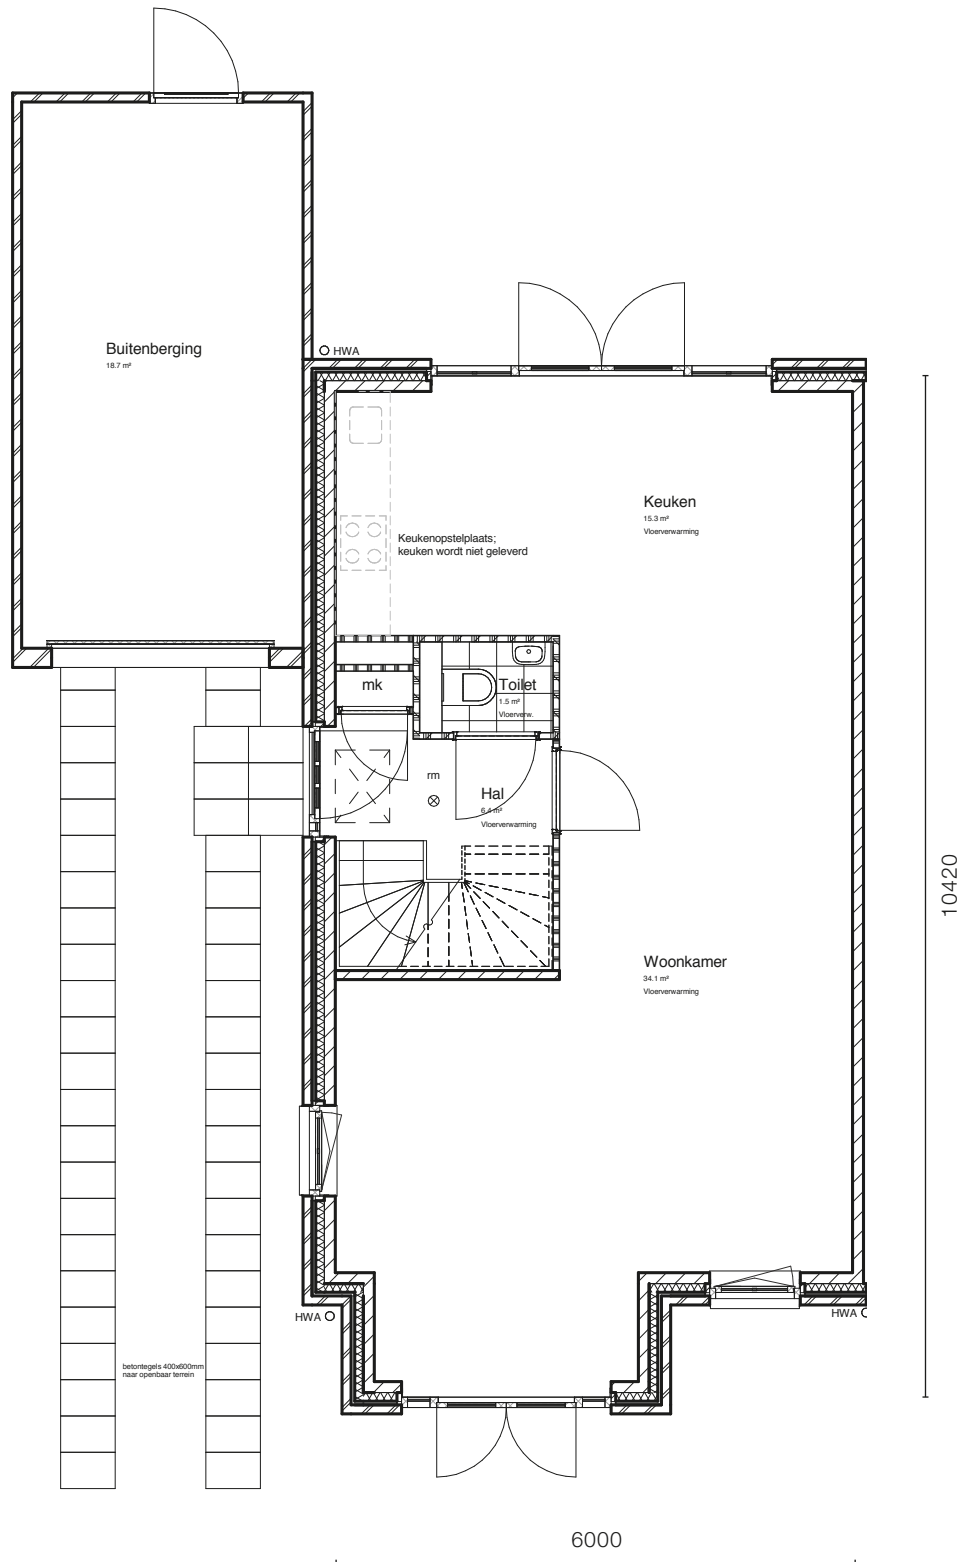 HWA
Buitenberging
18.7 m²
Keuken
15.3 m²
Vloerverwarming
Keukenopstelplaats;
keuken wordt niet geleverd
mk
Toilet
1.5 m²
Vloerverw.
rm
Hal
6.4 m²
Vloerverwarming
10420
Woonkamer
34.1 m²
Vloerverwarming
HWA
HWA
betontegels 400x600mm
naar openbaar terrein
6000